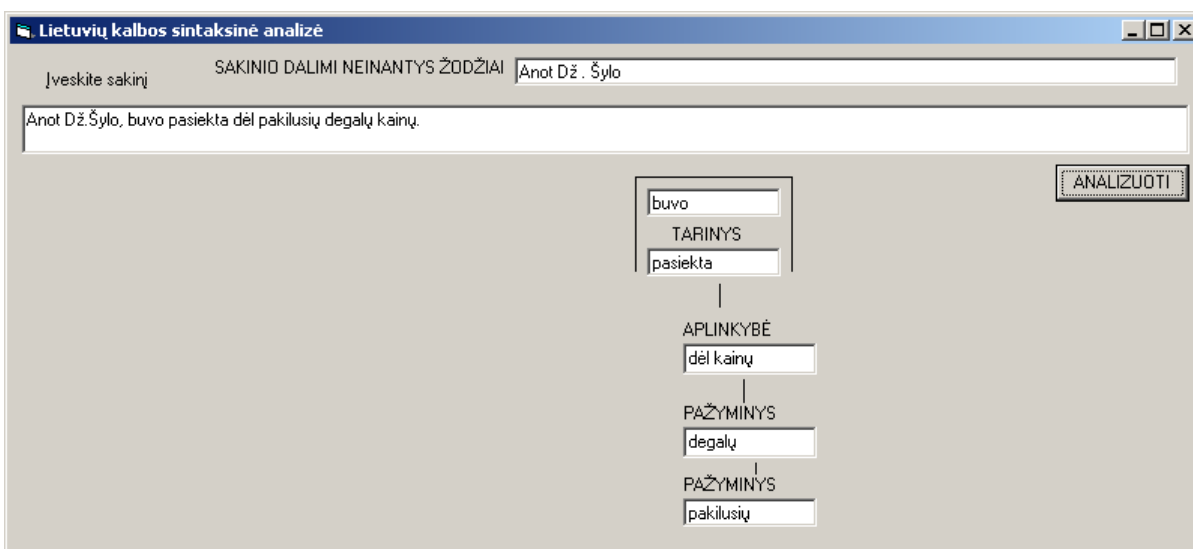 Lietuvių kalbos sintaksinė analizė
Įveskite sakinį
SAKINIO DALIMI NEINANTYS ŽODŽIAI
Anot Dž . Šylo
Anot Dž.Šylo, buvo pasiekta dėl pakilusių degalų kainų.
ANALIZUOTI
buvo
TARINYS
pasiekta
APLINKYBĖ
dėl kainų
PAŽYMINYS
degalų
PAŽYMINYS
pakilusių